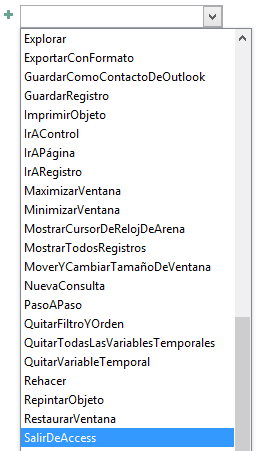 Explorar
ExportarConFormato
GuardarComoContactoDeOutlook
GuardarRegistro
ImprimirObjeto
IrAControl
IrAPágina
IrARegistro
MaximizarVentana
MinimizarVentana
MostrarCursorDeRelojDeArena
MostrarTodosRegistros
MoverYCambiarTamañoDeVentana
NuevaConsulta
PasoAPaso
QuitarFiltroYOrden
QuitarTodasLasVariablesTemporales
QuitarVariableTemporal
Rehacer
RepintarObjeto
RestaurarVentana
SalirDeAccess